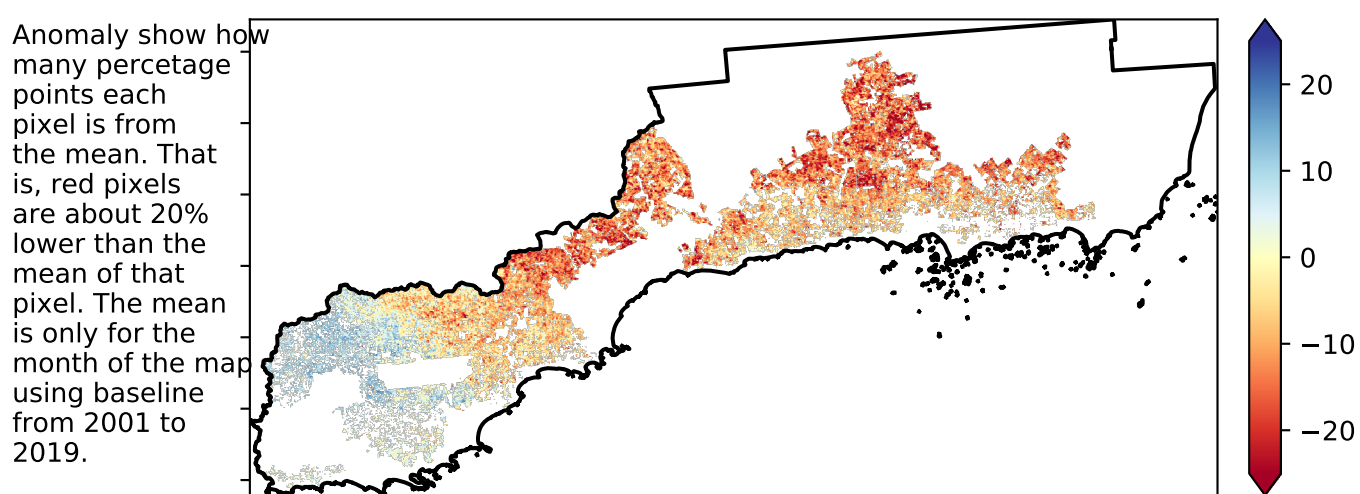 Anomaly show how
many percetage
points each
pixel is from
the mean. That
is, red pixels
are about 20%
lower than the
mean of that
pixel. The mean
is only for the
month of the map
using baseline
from 2001 to
2019.
20
10
0
−10
−20